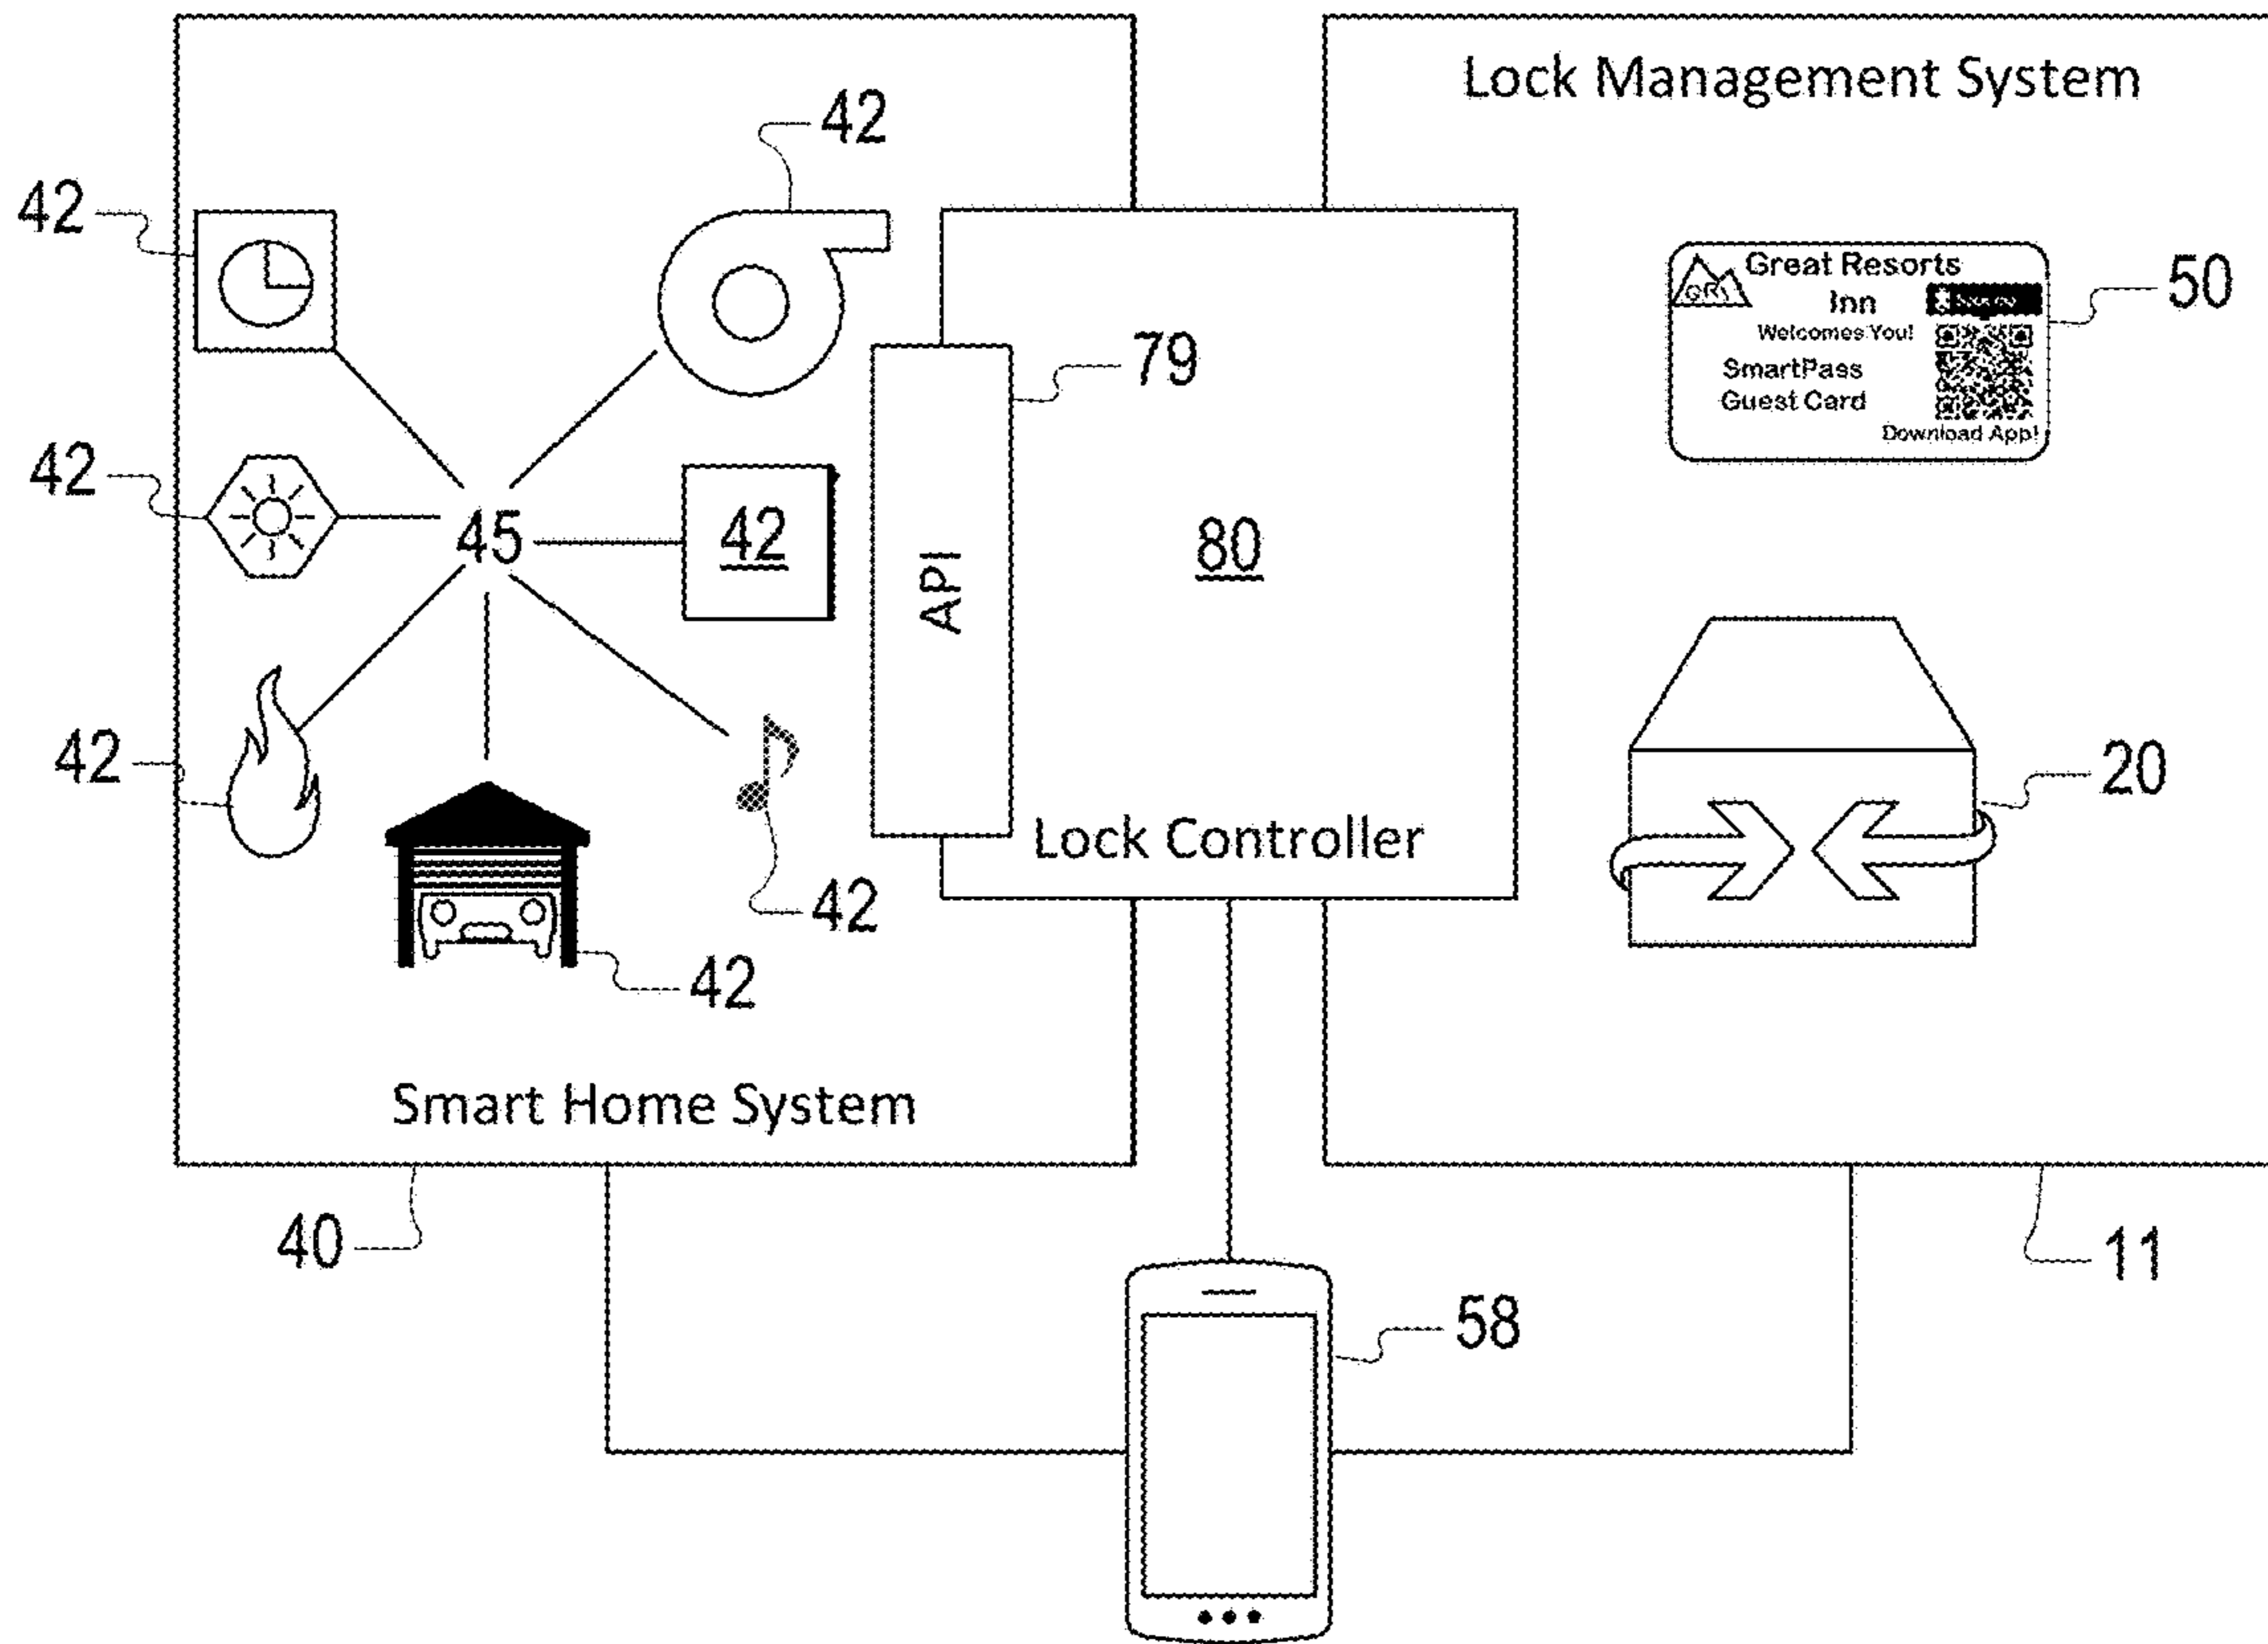 Lock Management System
42
42
Great Resorts
Inn
Welcomes You!
SmartPass
Guest Card
Download App!
GRI
50
79
42
45
42
80
API
42
20
Lock Controller
42
42
Smart Home System
40
11
58